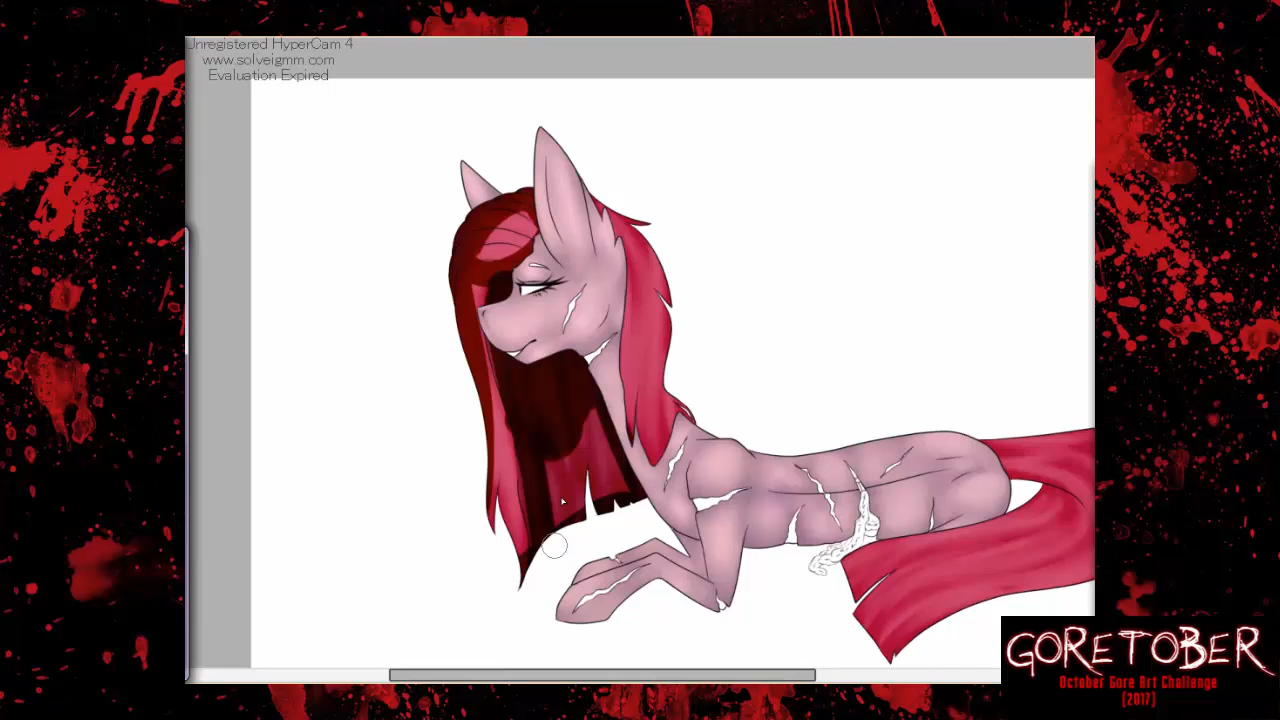 Unregistered HyperCam 4
www.solveigmm.com
Evaluation Expired
GORETOBER
October Gore Art Challenge
(2017)